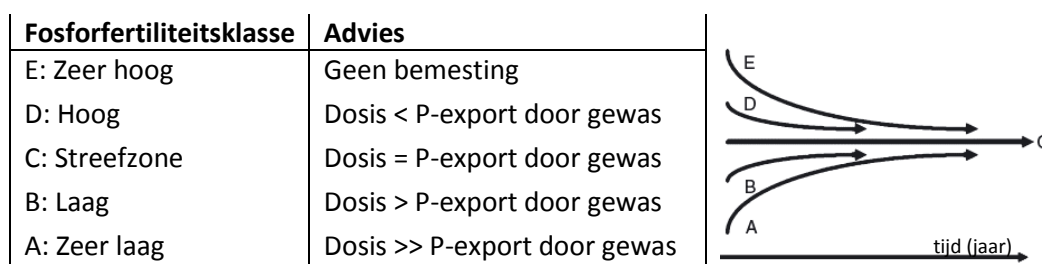 Fosforfertiliteitsklasse Advies
E: Zeer hoog Geen bemesting
D: Hoog Dosis < P-export door gewas
C: Streefzone Dosis = P-export door gewas
B: Laag Dosis > P-export door gewas
A: Zeer laag Dosis >> P-export door gewas
E
D
C
B
A
tijd (jaar)